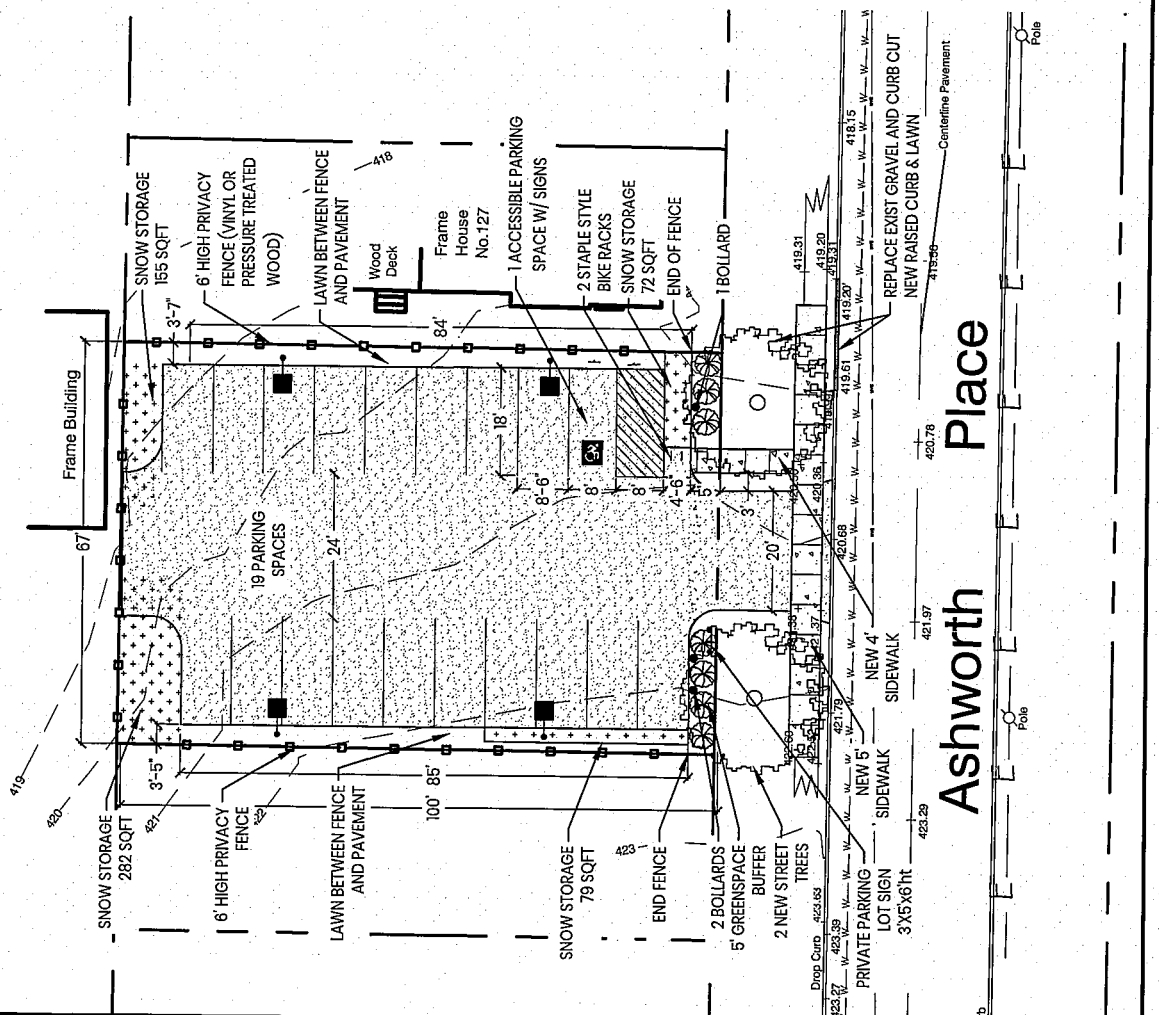 Frame Building
67'
SNOW STORAGE
155 SQFT
6' HIGH PRIVACY
FENCE (VINYL OR
PRESSURE TREATED
WOOD)
LAWN BETWEEN FENCE
AND PAVEMENT
418
Wood
Deck
Frame
House
No.127
1 ACCESSIBLE PARKING
SPACE W/ SIGNS
2 STAPLE STYLE
BIKE RACKS
SNOW STORAGE
72 SQFT
END OF FENCE
1 BOLLARD
3'-7"
84'
18'
8'-6"
8'
8'
4'-6"
5'
3'
24'
20'
19 PARKING
SPACES
419
420
421
422
423
SNOW STORAGE
282 SQFT
3'-5"
6' HIGH PRIVACY
FENCE
85'
100'
LAWN BETWEEN FENCE
AND PAVEMENT
SNOW STORAGE
79 SQFT
END FENCE
2 BOLLARDS
5' GREENSPACE
BUFFER
2 NEW STREET
TREES
PRIVATE PARKING
LOT SIGN
3'X5'x6'ht
NEW 5'
SIDEWALK
NEW 4'
SIDEWALK
REPLACE EXIST GRAVEL AND CURB CUT
NEW RAISED CURB & LAWN
Centerline Pavement
Drop Curb
423.63
423.39
423.27
423.29
421.79
421.97
421.37
420.68
420.36
420.78
419.61
419.20
419.31
419.20
419.31
418.15
Pole
Pole
Ashworth Place